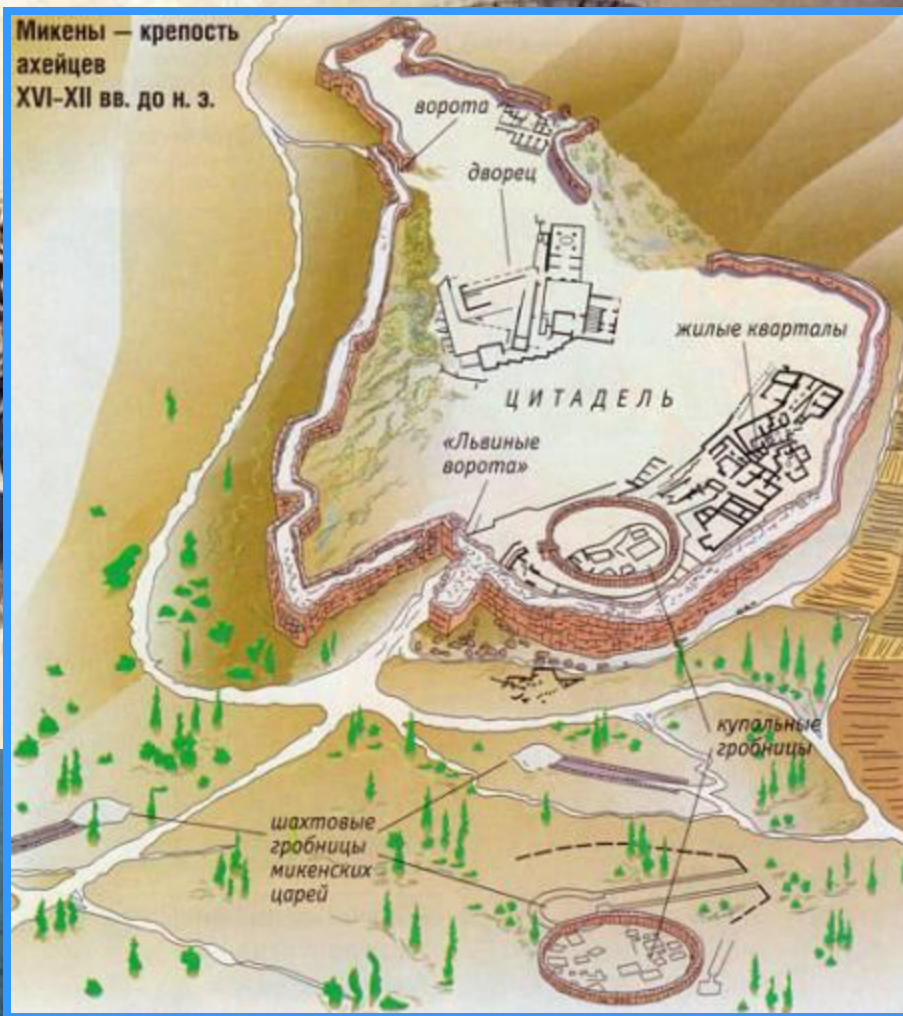 Микены — крепость
ахейцев
XVI–XII вв. до н. э.
ворота
дворец
жилые кварталы
ЦИТАДЕЛЬ
«Львиные
ворота»
купальные
гробницы
шахтовые
гробницы
микенских
царей